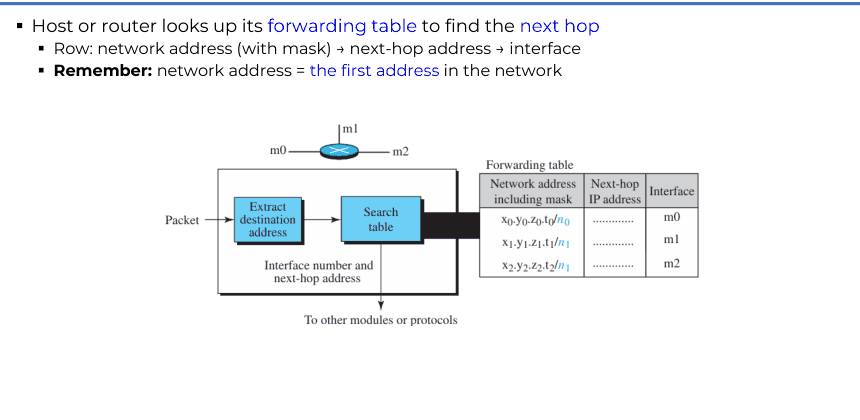 ▪ Host or router looks up its forwarding table to find the next hop
▪ Row: network address (with mask) → next-hop address → interface
▪ Remember: network address = the first address in the network
m1
m0
m2
Forwarding table
Network address including mask
Next-hop IP address
Interface
x0.y0.z0.t0/n0 ............. m0
x1.y1.z1.t1/n1 ............. m1
x2.y2.z2.t2/n1 ............. m2
Packet
Extract
destination
address
Search
table
Interface number and
next-hop address
To other modules or protocols